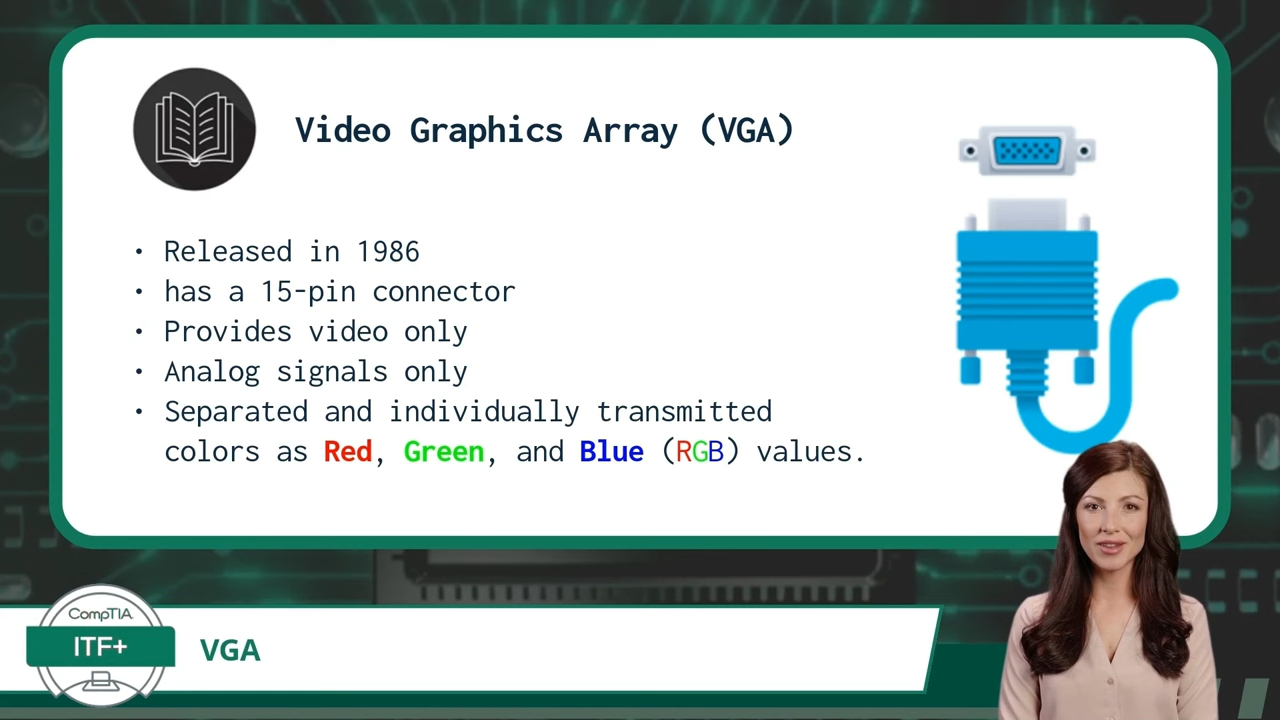 Video Graphics Array (VGA)
• Released in 1986
• has a 15-pin connector
• Provides video only
• Analog signals only
• Separated and individually transmitted
colors as Red, Green, and Blue (RGB) values.
CompTIA.
ITF+
VGA